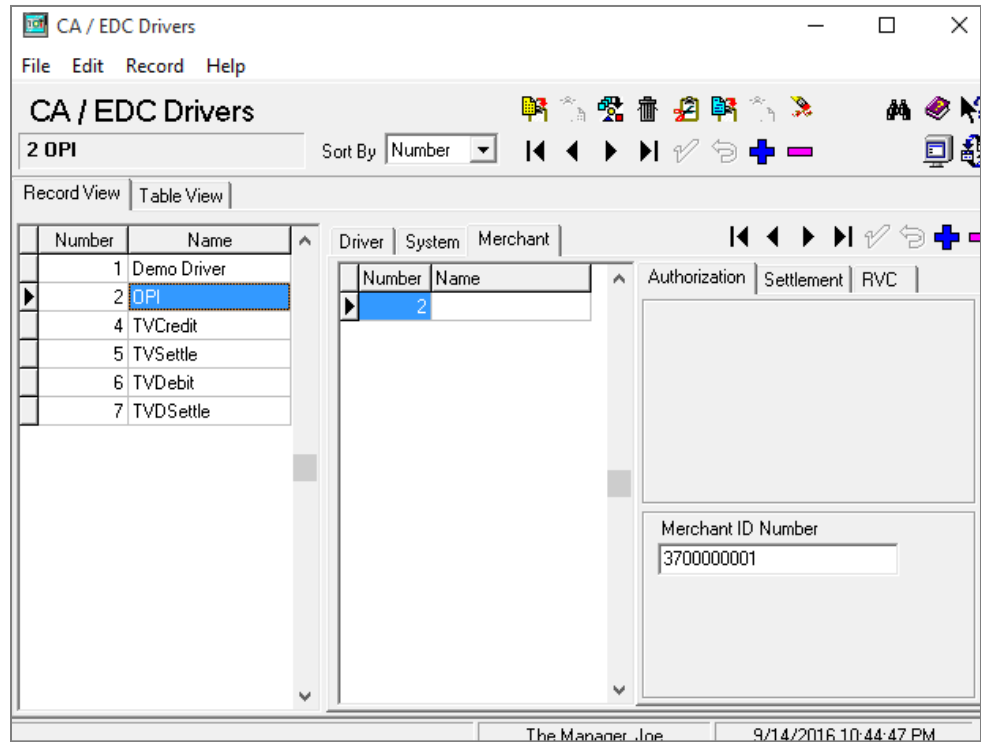 CA / EDC Drivers
File Edit Record Help
CA / EDC Drivers
2 OPI
Sort By Number
Record View Table View
Number Name
1 Demo Driver
2 OPI
4 TVCredit
5 TVSettle
6 TVDebit
7 TVDSettle
Driver System Merchant
Number Name
2
Authorization Settlement RVC
Merchant ID Number
3700000001
The Manager Joe 9/14/2016 10:44:47 PM